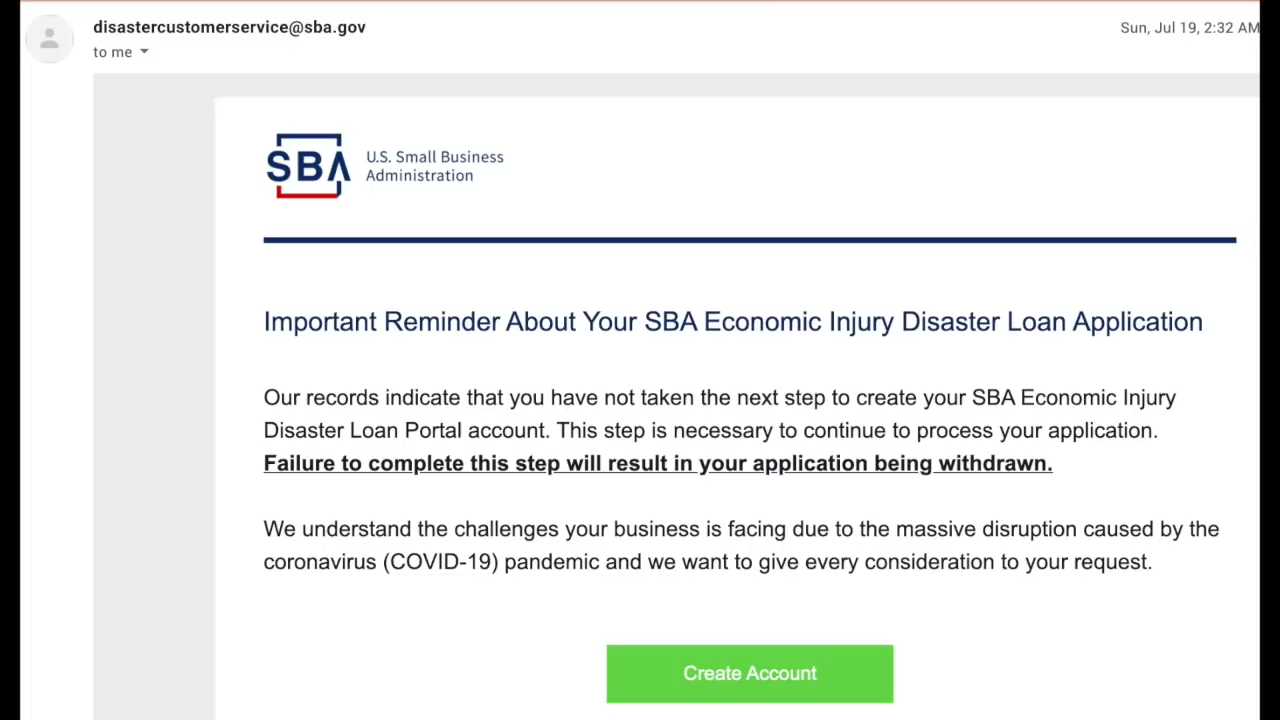 disastercustomerservice@sba.gov
Sun, Jul 19, 2:32 AM
to me
SBA
U.S. Small Business
Administration
Important Reminder About Your SBA Economic Injury Disaster Loan Application
Our records indicate that you have not taken the next step to create your SBA Economic Injury
Disaster Loan Portal account. This step is necessary to continue to process your application.
Failure to complete this step will result in your application being withdrawn.
We understand the challenges your business is facing due to the massive disruption caused by the
coronavirus (COVID-19) pandemic and we want to give every consideration to your request.
Create Account